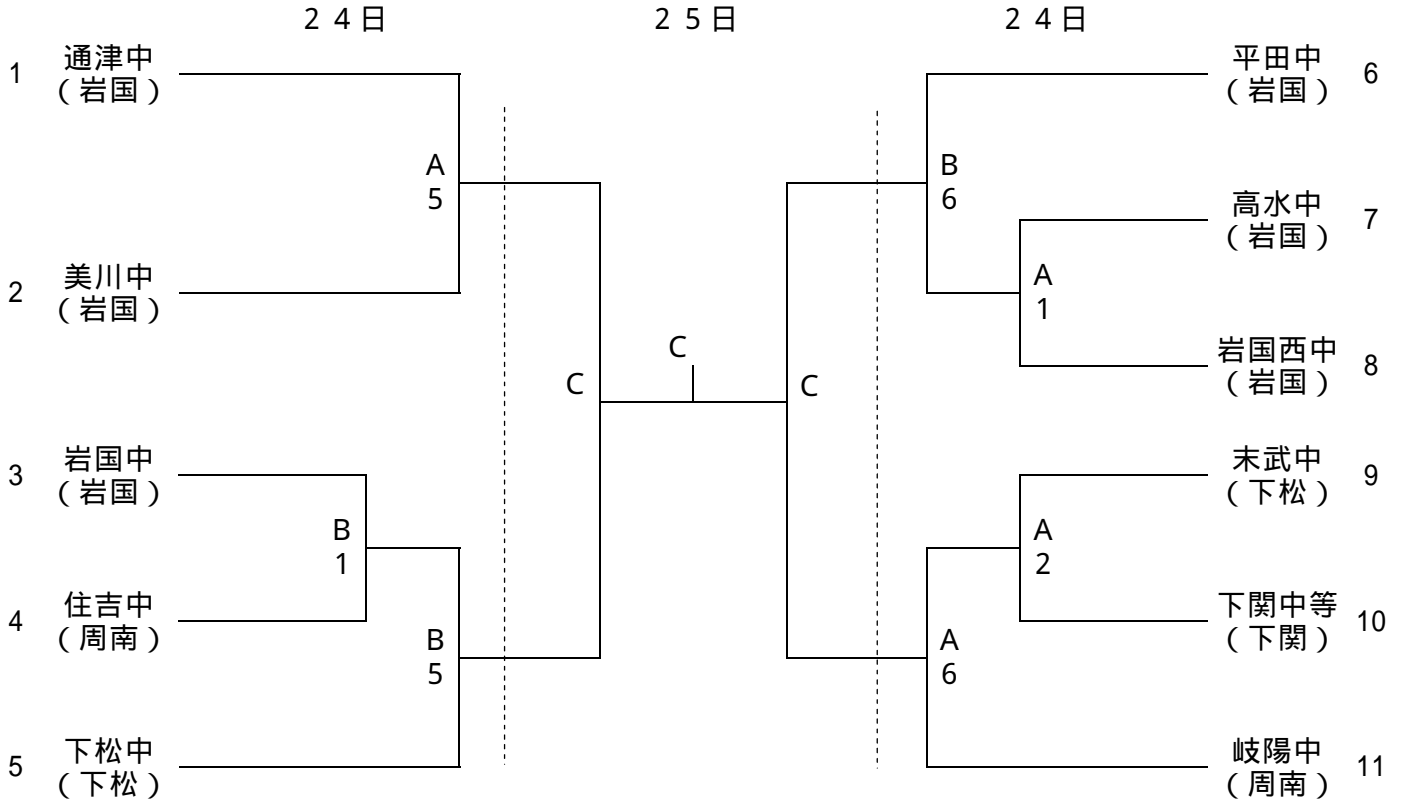 ２４日 ２５日 ２４日
1 通津中
（岩国）
A
5
2 美川中
（岩国）
3 岩国中
（岩国）
B
1
4 住吉中
（周南）
B
5
5 下松中
（下松）
C
C
C
平田中 6
（岩国）
B
6
高水中 7
（岩国）
A
1
岩国西中 8
（岩国）
末武中 9
（下松）
A
2
下関中等 10
（下関）
A
6
岐陽中 11
（周南）